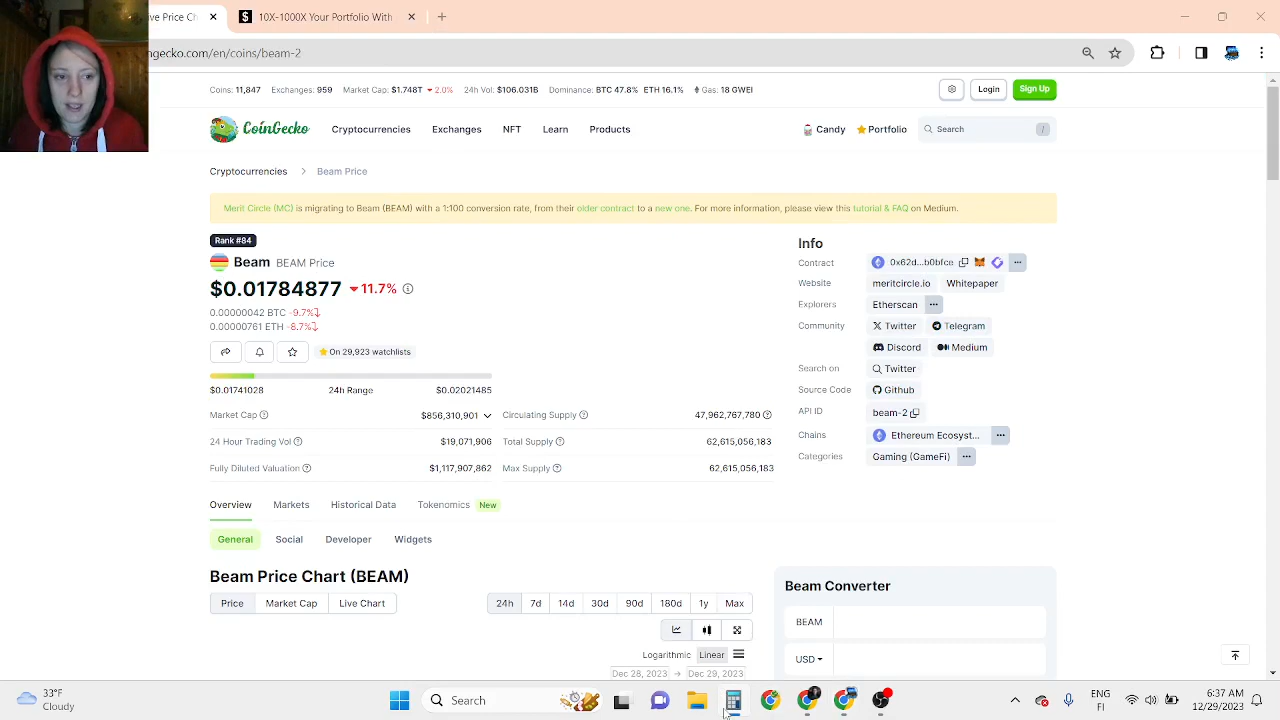 ve Price Ch
10X-1000X Your Portfolio With
gecko.com/en/coins/beam-2
Coins: 11,847 Exchanges: 959 Market Cap: $1.748T 2.0% 24h Vol: $106.031B Dominance: BTC 47.8% ETH 16.1% Gas: 18 GWEI
Login
Sign Up
CoinGecko
Cryptocurrencies Exchanges NFT Learn Products
Candy Portfolio Search /
Cryptocurrencies > Beam Price
Merit Circle (MC) is migrating to Beam (BEAM) with a 1:100 conversion rate, from their older contract to a new one. For more information, please view this tutorial & FAQ on Medium.
Rank #84
Beam BEAM Price
$0.01784877 11.7%
0.00000042 BTC -9.7%
0.00000761 ETH -8.7%
On 29,923 watchlists
$0.01741028 24h Range $0.02021485
Market Cap $856,310,901
24 Hour Trading Vol $19,071,906
Fully Diluted Valuation $1,117,907,862
Circulating Supply 47,962,767,780
Total Supply 62,615,056,183
Max Supply 62,615,056,183
Info
Contract 0x62d...b0bfce
Website meritcircle.io Whitepaper
Explorers Etherscan
Community Twitter Telegram
Discord Medium
Search on Twitter
Source Code Github
API ID beam-2
Chains Ethereum Ecosyst...
Categories Gaming (GameFi)
Overview Markets Historical Data Tokenomics New
General Social Developer Widgets
Beam Price Chart (BEAM)
Price Market Cap Live Chart
24h 7d 14d 30d 90d 180d 1y Max
Logarithmic Linear
Dec 28, 2023 → Dec 29, 2023
Beam Converter
BEAM
USD
33°F
Cloudy
Search
ENG
FI
6:37 AM
12/29/2023